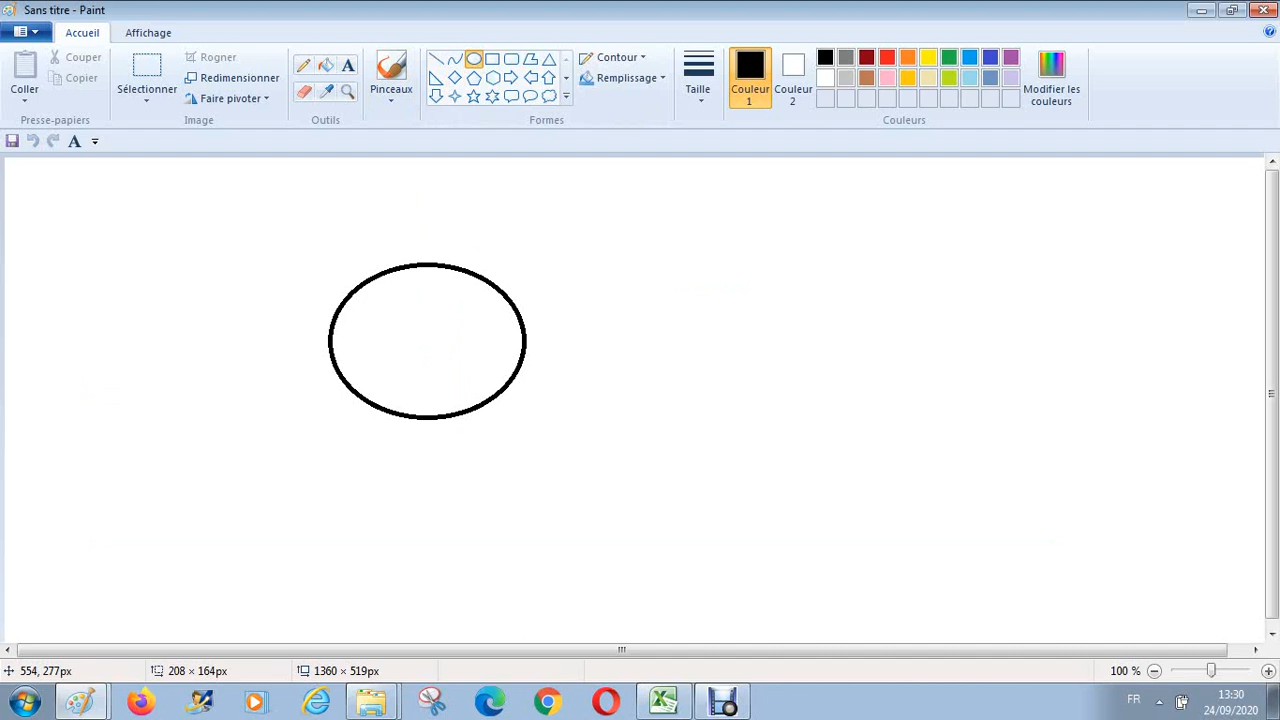 Sans titre - Paint
Accueil
Affichage
Coller
Couper
Copier
Presse-papiers
Sélectionner
Rogner
Redimensionner
Faire pivoter
Image
A
Outils
Pinceaux
Contour
Remplissage
Formes
Taille
Couleur 1
Couleur 2
Modifier les couleurs
Couleurs
A
554, 277px
208 × 164px
1360 × 519px
100 %
FR
13:30
24/09/2020